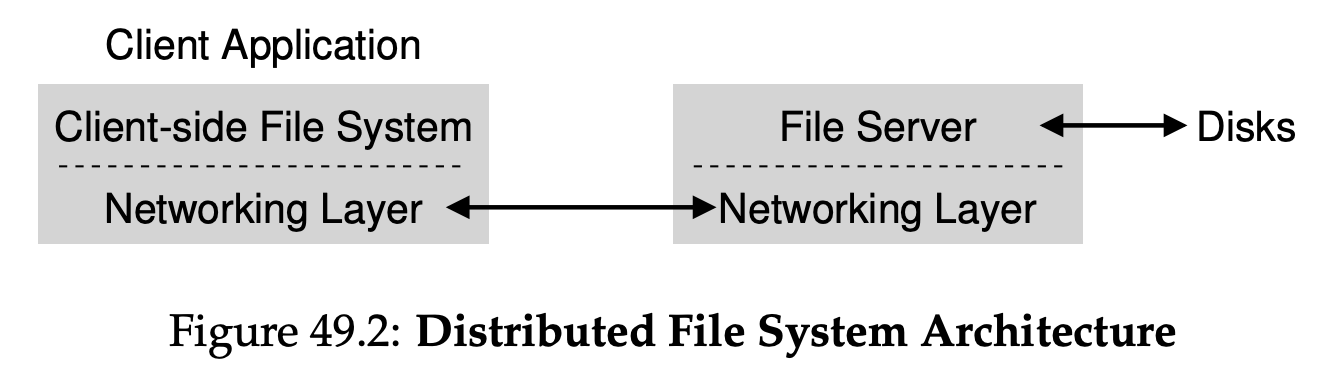 Client Application
Client-side File System
Networking Layer
File Server
Networking Layer
Disks
Figure 49.2: Distributed File System Architecture